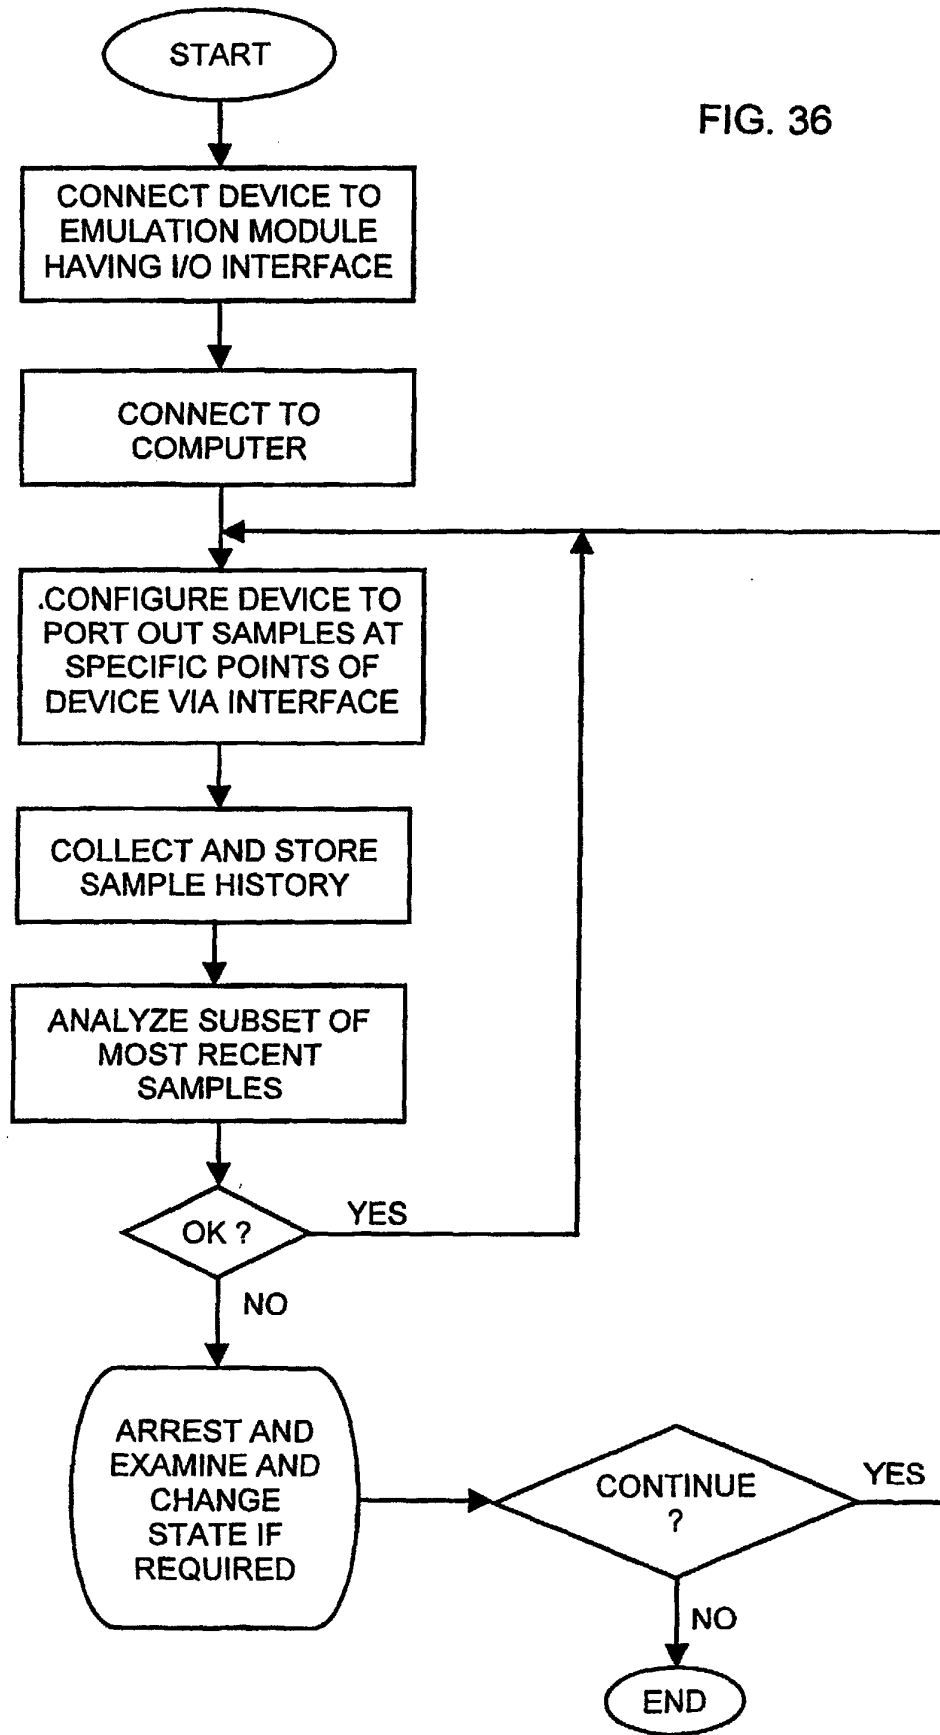 START
FIG. 36
CONNECT DEVICE TO
EMULATION MODULE
HAVING I/O INTERFACE
CONNECT TO
COMPUTER
.CONFIGURE DEVICE TO
PORT OUT SAMPLES AT
SPECIFIC POINTS OF
DEVICE VIA INTERFACE
COLLECT AND STORE
SAMPLE HISTORY
ANALYZE SUBSET OF
MOST RECENT
SAMPLES
OK ?
YES
NO
ARREST AND
EXAMINE AND
CHANGE
STATE IF
REQUIRED
CONTINUE
?
YES
NO
END